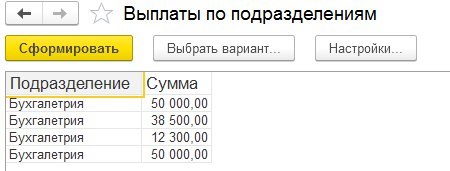 Выплаты по подразделениям
Сформировать Выбрать вариант... Настройки...
Подразделение Сумма
Бухгалетрия 50 000,00
Бухгалетрия 38 500,00
Бухгалетрия 12 300,00
Бухгалетрия 50 000,00